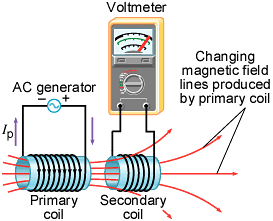 Voltmeter
Changing
magnetic field
lines produced
by primary coil
AC generator
− +
Ip
Primary
coil
Secondary
coil